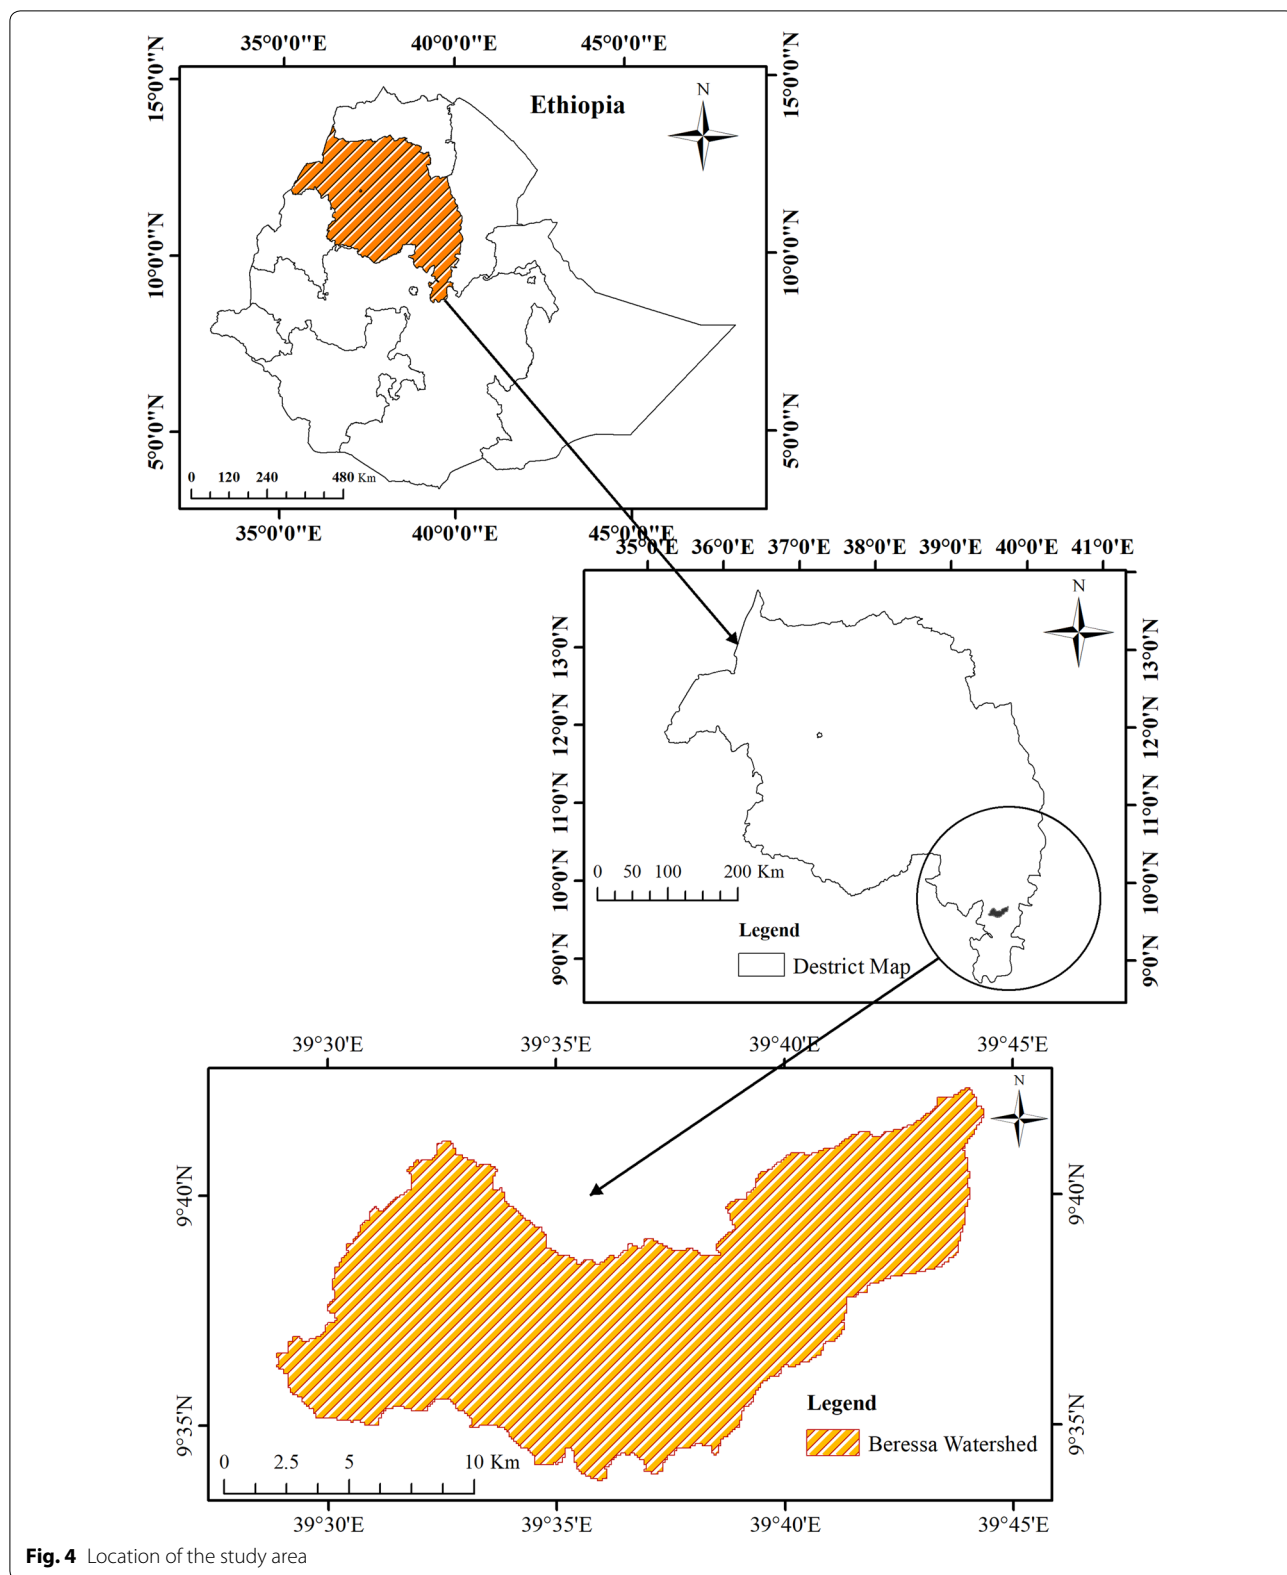 35°0'0"E 40°0'0"E 45°0'0"E
Ethiopia
N
15°0'0"N
15°0'0"N
10°0'0"N
10°0'0"N
5°0'0"N
5°0'0"N
0 120 240 480 Km
35°0'0"E 40°0'0"E 45°0'0"E
35°0'E 36°0'E 37°0'E 38°0'E 39°0'E 40°0'E 41°0'E
N
13°0'N
13°0'N
12°0'N
12°0'N
11°0'N
11°0'N
10°0'N
10°0'N
9°0'N
9°0'N
0 50 100 200 Km
Legend
Destrict Map
39°30'E 39°35'E 39°40'E 39°45'E
N
9°40'N
9°40'N
9°35'N
9°35'N
Legend
Beressa Watershed
0 2.5 5 10 Km
39°30'E 39°35'E 39°40'E 39°45'E
Fig. 4 Location of the study area